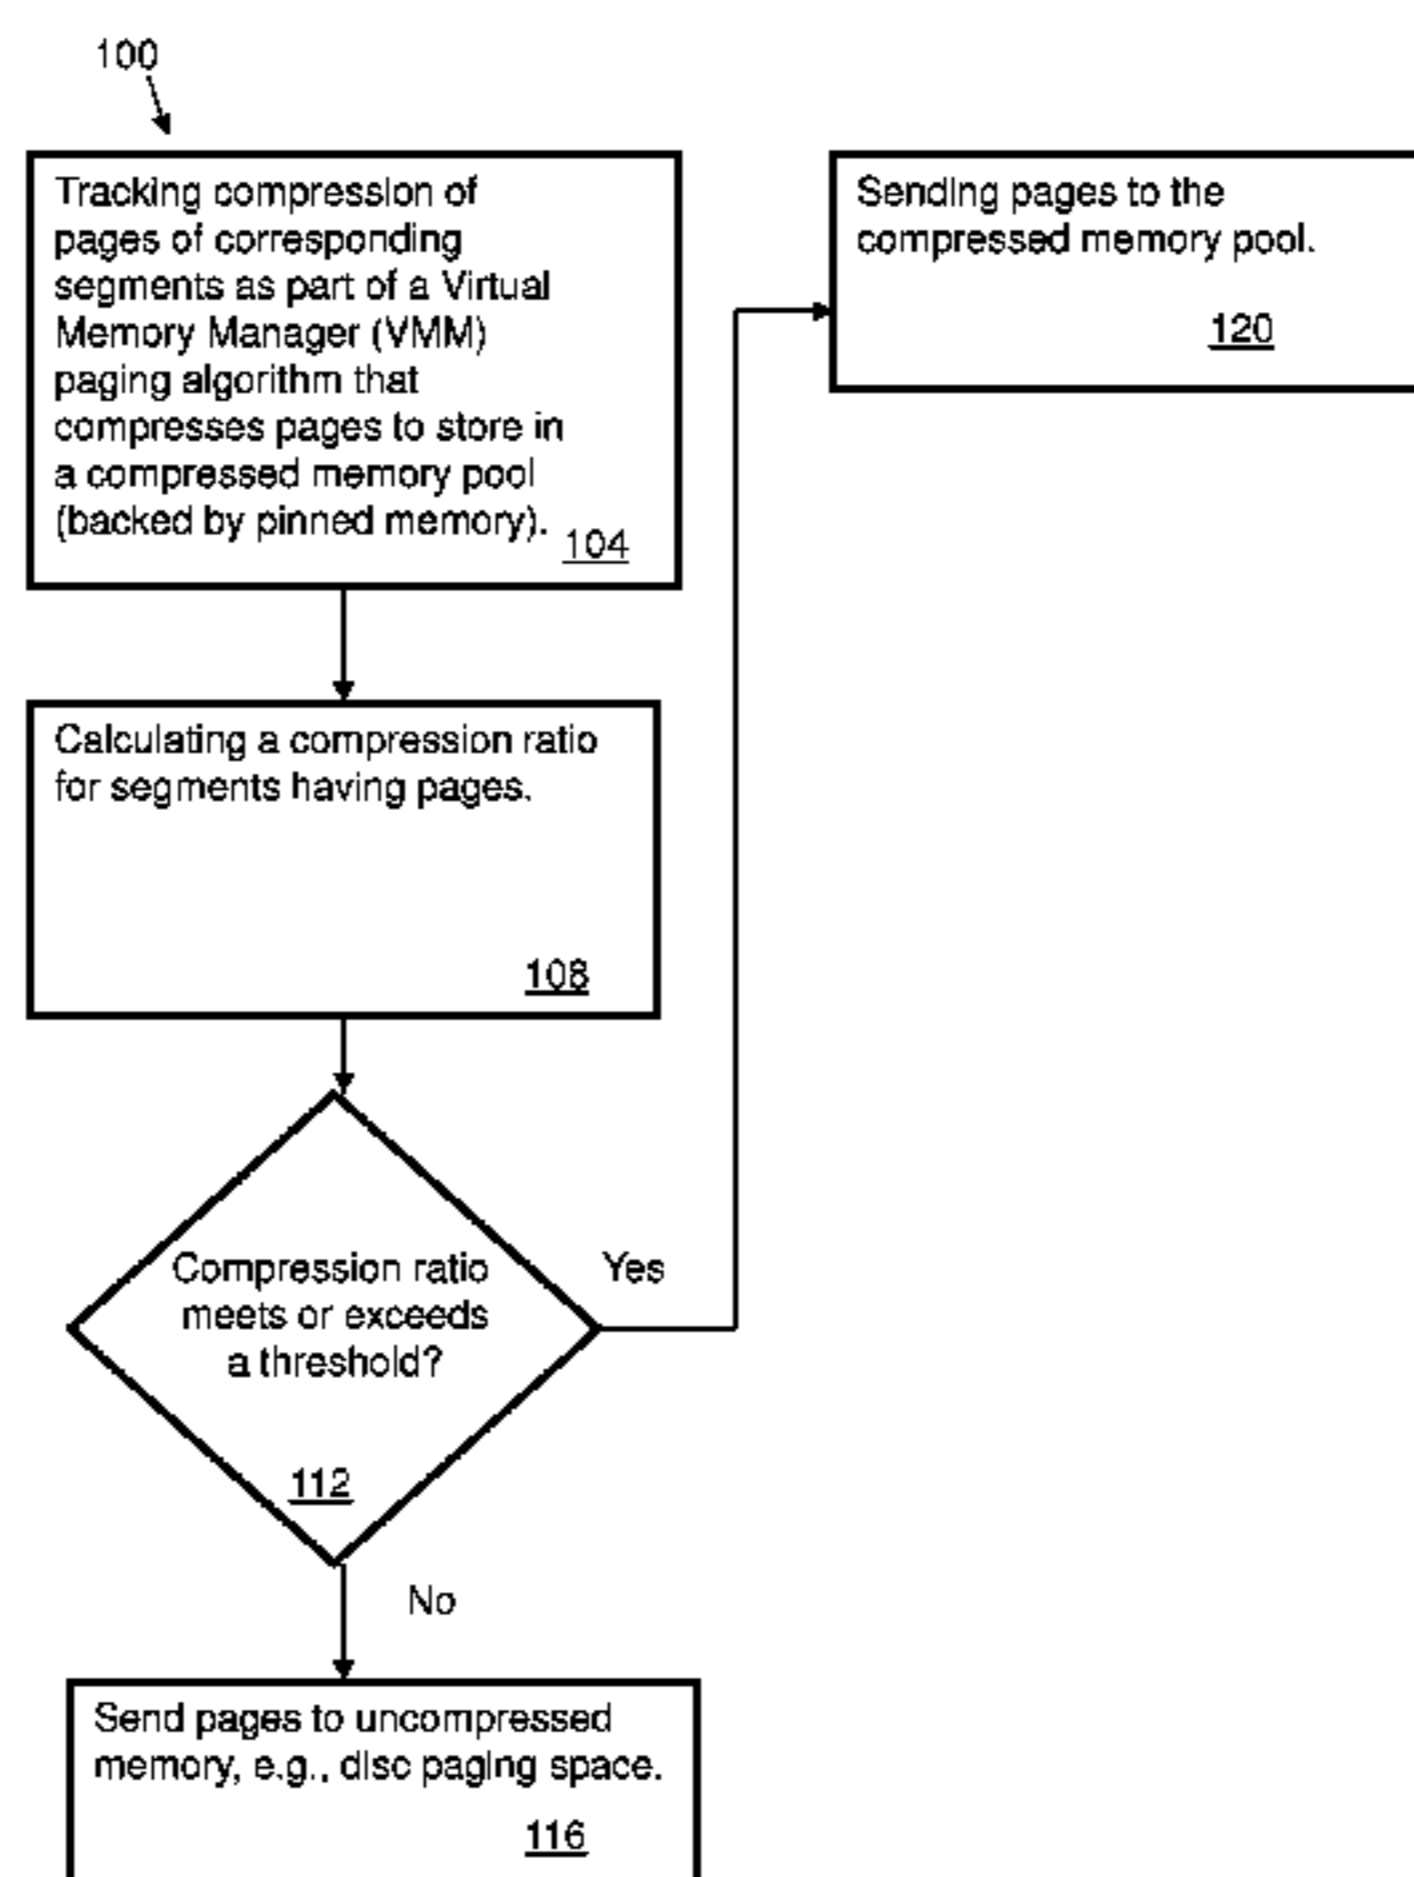 100
Tracking compression of
pages of corresponding
segments as part of a Virtual
Memory Manager (VMM)
paging algorithm that
compresses pages to store in
a compressed memory pool
(backed by pinned memory).
104
Sending pages to the
compressed memory pool.
120
Calculating a compression ratio
for segments having pages.
108
Compression ratio
meets or exceeds
a threshold?
112
Yes
No
Send pages to uncompressed
memory, e.g., disc paging space.
116